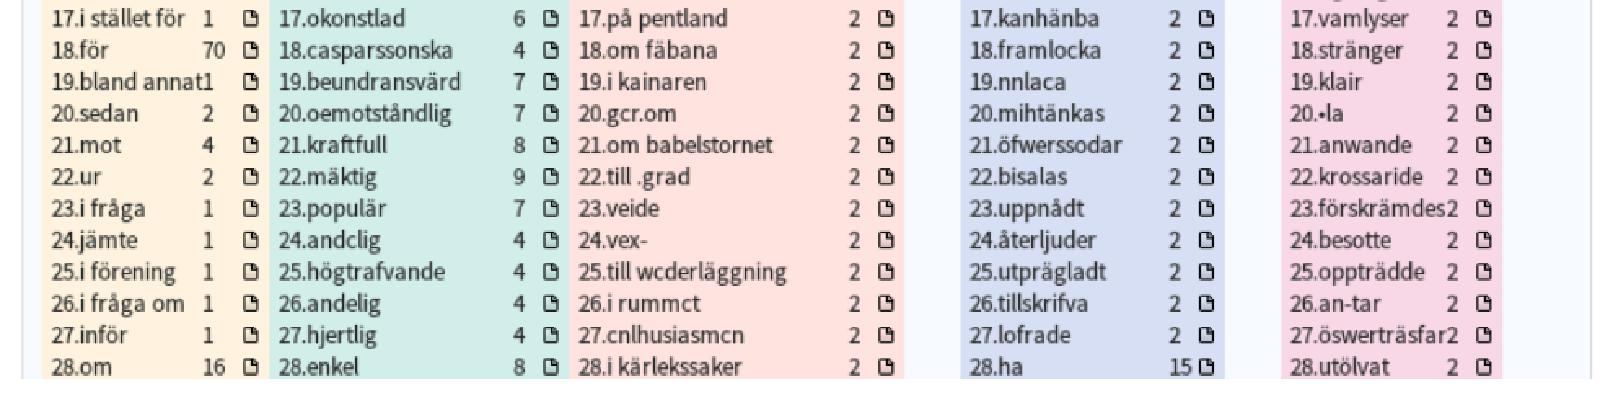 17.i stället för 1 17.okonstlad 6 17.på pentland 2 17.kanhänba 2 17.vamlyser 2
18.för 70 18.casparssonska 4 18.om fäbana 2 18.framlocka 2 18.stränger 2
19.bland annat1 19.beundransvärd 7 19.i kainaren 2 19.nnlaca 2 19.klair 2
20.sedan 2 20.oemotståndlig 7 20.gcr.om 2 20.mihtänkas 2 20.•la 2
21.mot 4 21.kraftfull 8 21.om babelstornet 2 21.öfwerssodar 2 21.anwande 2
22.ur 2 22.mäktig 9 22.till .grad 2 22.bisalas 2 22.krossaride 2
23.i fråga 1 23.populär 7 23.veide 2 23.uppnådt 2 23.förskrämdes2
24.jämte 1 24.andclig 4 24.vex- 2 24.återljuder 2 24.besotte 2
25.i förening 1 25.högtrafvande 4 25.till wcderläggning 2 25.utprägladt 2 25.oppträdde 2
26.i fråga om 1 26.andelig 4 26.i rummct 2 26.tillskrifva 2 26.an-tar 2
27.inför 1 27.hjertlig 4 27.cnlhusiasmcn 2 27.lofrade 2 27.öswerträsfar2
28.om 16 28.enkel 8 28.i kärlekssaker 2 28.ha 15 28.utölvat 2